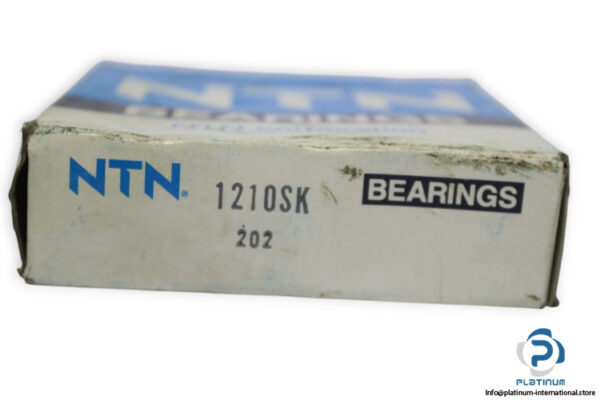 NTN
BEARINGS
NTN
1210SK
BEARINGS
202
PLATINUM
Info@platinum-international.store